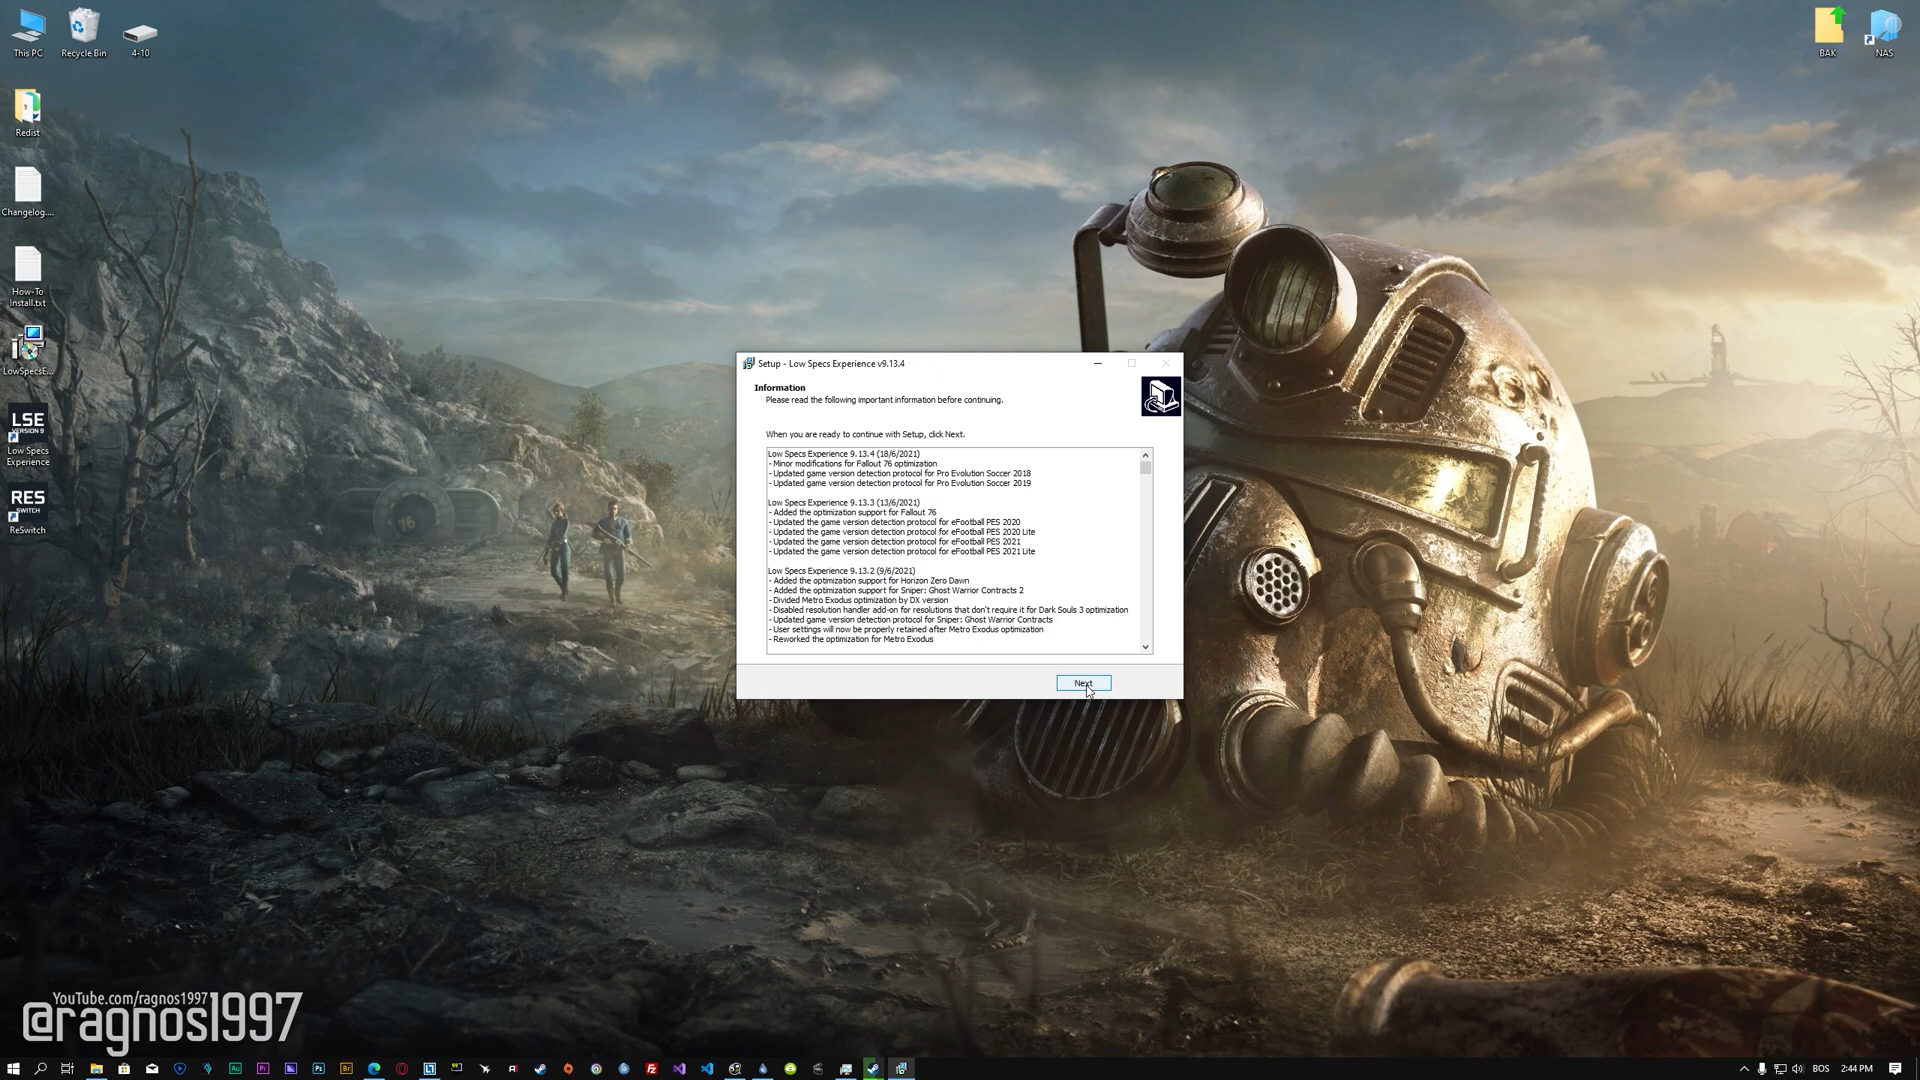 This PC
Recycle Bin
4-10
Redist
Changelog....
How-To
Install.txt
LowSpecsE...
LSE
VERSION 9
Low Specs
Experience
RES
SWITCH
ReSwitch
BAK
NAS
76
Setup - Low Specs Experience v9.13.4
Information
Please read the following important information before continuing.
When you are ready to continue with Setup, click Next.
Low Specs Experience 9.13.4 (18/6/2021)
- Minor modifications for Fallout 76 optimization
- Updated game version detection protocol for Pro Evolution Soccer 2018
- Updated game version detection protocol for Pro Evolution Soccer 2019
Low Specs Experience 9.13.3 (13/6/2021)
- Added the optimization support for Fallout 76
- Updated the game version detection protocol for eFootball PES 2020
- Updated the game version detection protocol for eFootball PES 2020 Lite
- Updated the game version detection protocol for eFootball PES 2021
- Updated the game version detection protocol for eFootball PES 2021 Lite
Low Specs Experience 9.13.2 (9/6/2021)
- Added the optimization support for Horizon Zero Dawn
- Added the optimization support for Sniper: Ghost Warrior Contracts 2
- Divided Metro Exodus optimization by DX version
- Disabled resolution handler add-on for resolutions that don't require it for Dark Souls 3 optimization
- Updated game version detection protocol for Sniper: Ghost Warrior Contracts
- User settings will now be properly retained after Metro Exodus optimization
- Reworked the optimization for Metro Exodus
Next
YouTube.com/ragnos1997
@ragnos1997
Au
Pr
Ps
Br
Fz
BOS
2:44 PM